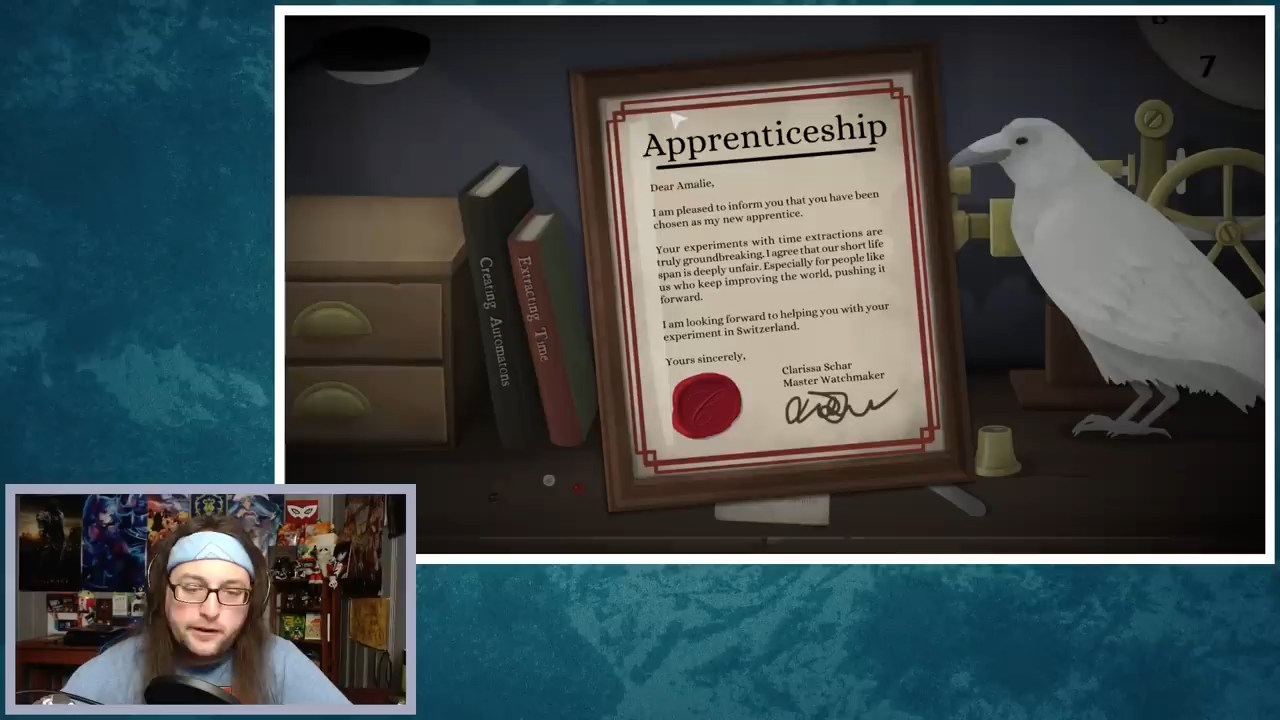 8
7
Apprenticeship
Dear Amalie,
I am pleased to inform you that you have been
chosen as my new apprentice.
Your experiments with time extractions are
truly groundbreaking. I agree that our short life
span is deeply unfair. Especially for people like
us who keep improving the world, pushing it
forward.
I am looking forward to helping you with your
experiment in Switzerland.
Yours sincerely,
Clarissa Schar
Master Watchmaker
Creating Automatons
Extracting Time